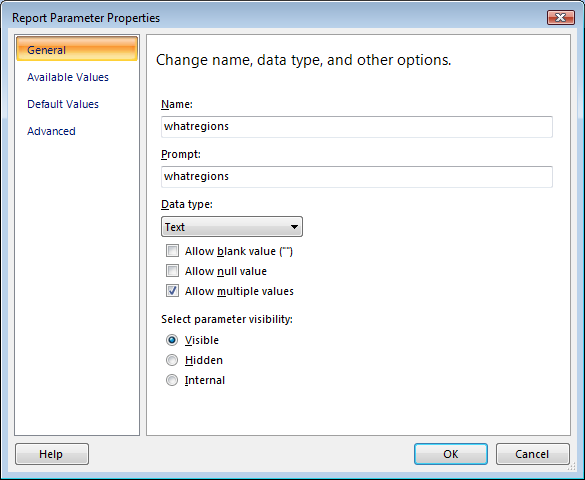 Report Parameter Properties
General
Available Values
Default Values
Advanced
Change name, data type, and other options.
Name:
whatregions
Prompt:
whatregions
Data type:
Text
Allow blank value ("")
Allow null value
Allow multiple values
Select parameter visibility:
Visible
Hidden
Internal
Help
OK
Cancel